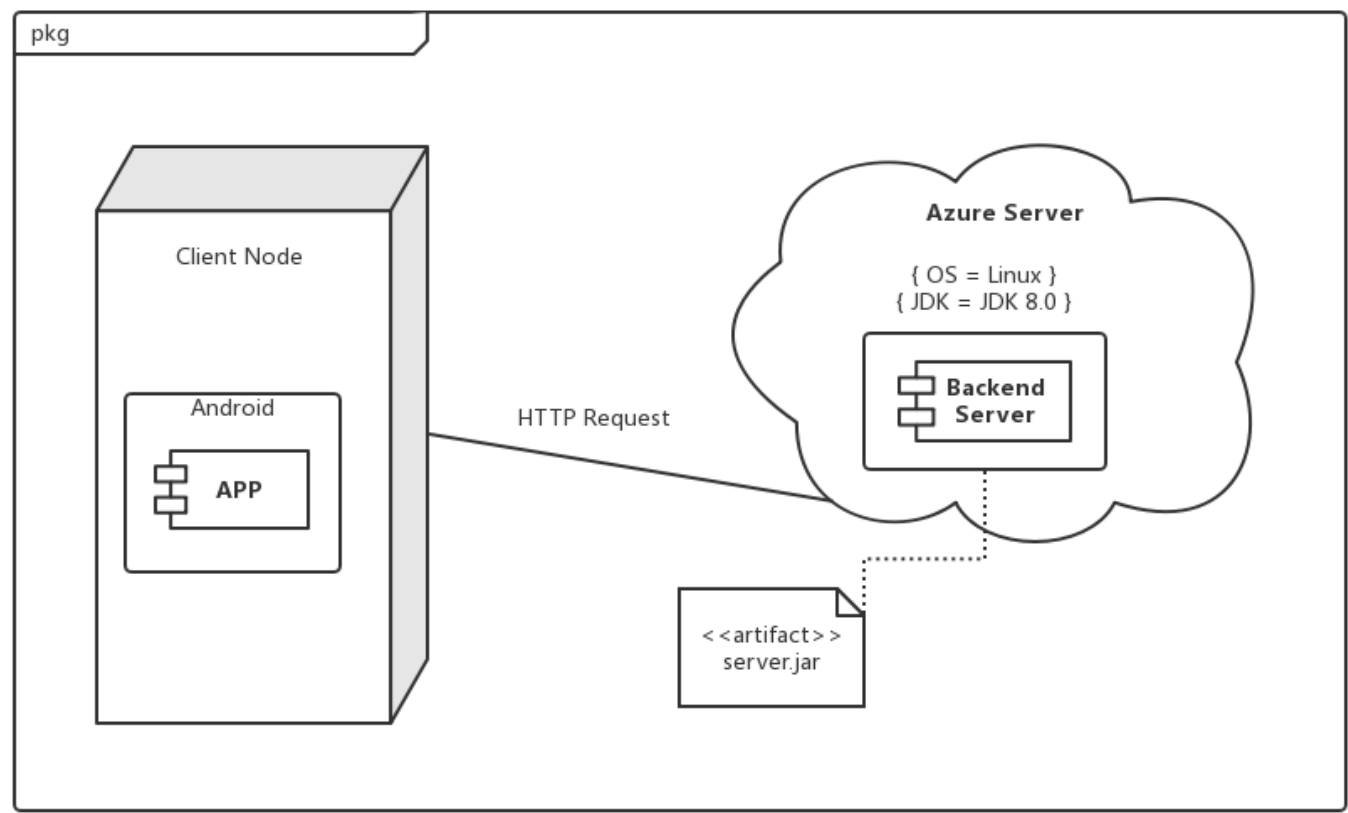 pkg
Client Node
Android
APP
HTTP Request
Azure Server
{ OS = Linux }
{ JDK = JDK 8.0 }
Backend
Server
<<artifact>>
server.jar